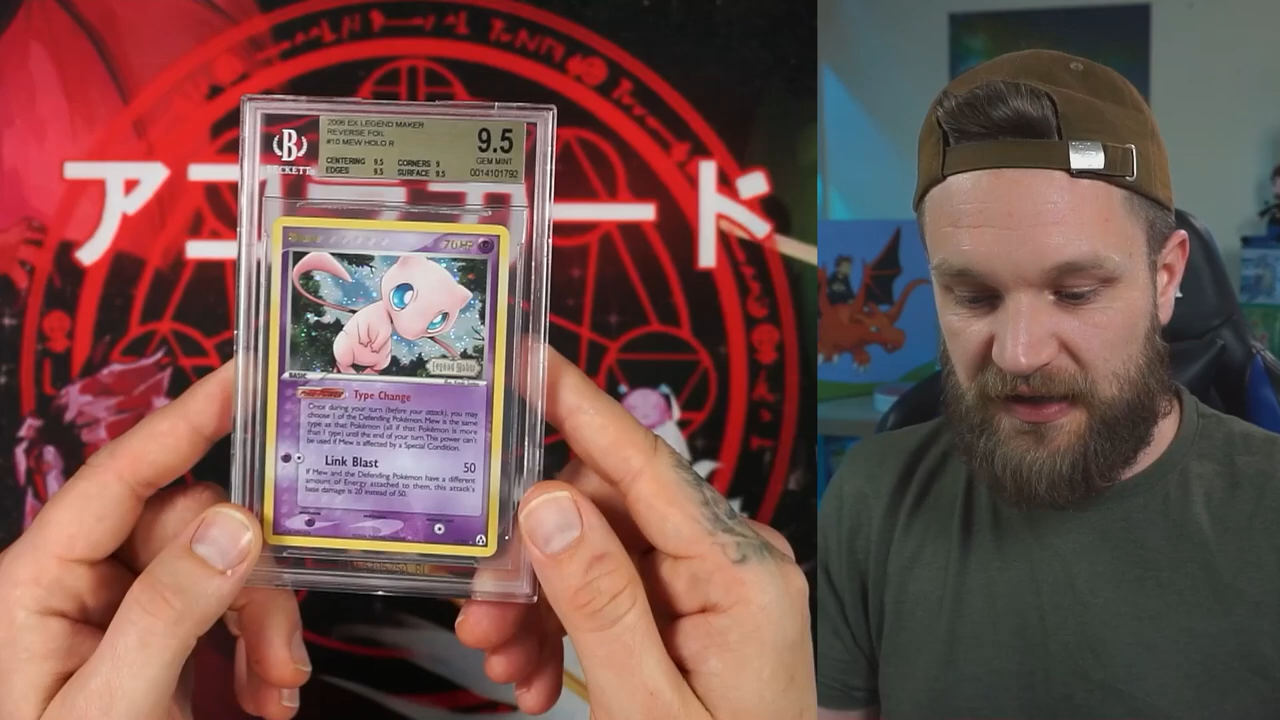 2006 EX LEGEND MAKER
REVERSE FOIL
#10 MEW HOLO R
CENTERING 9.5 CORNERS 9
EDGES 9.5 SURFACE 9.5
9.5
GEM MINT
0014101792
B
BECKETT
ド
70 HP
Legend Maker
BASIC
Type Change
Once during your turn (before your attack), you may
choose 1 of the Defending Pokémon. Mew is the same
type as that Pokémon (all if that Pokémon is more
than 1 type) until the end of your turn. This power can't
be used if Mew is affected by a Special Condition.
Link Blast 50
If Mew and the Defending Pokémon have a different
amount of Energy attached to them, this attack's
base damage is 20 instead of 50.